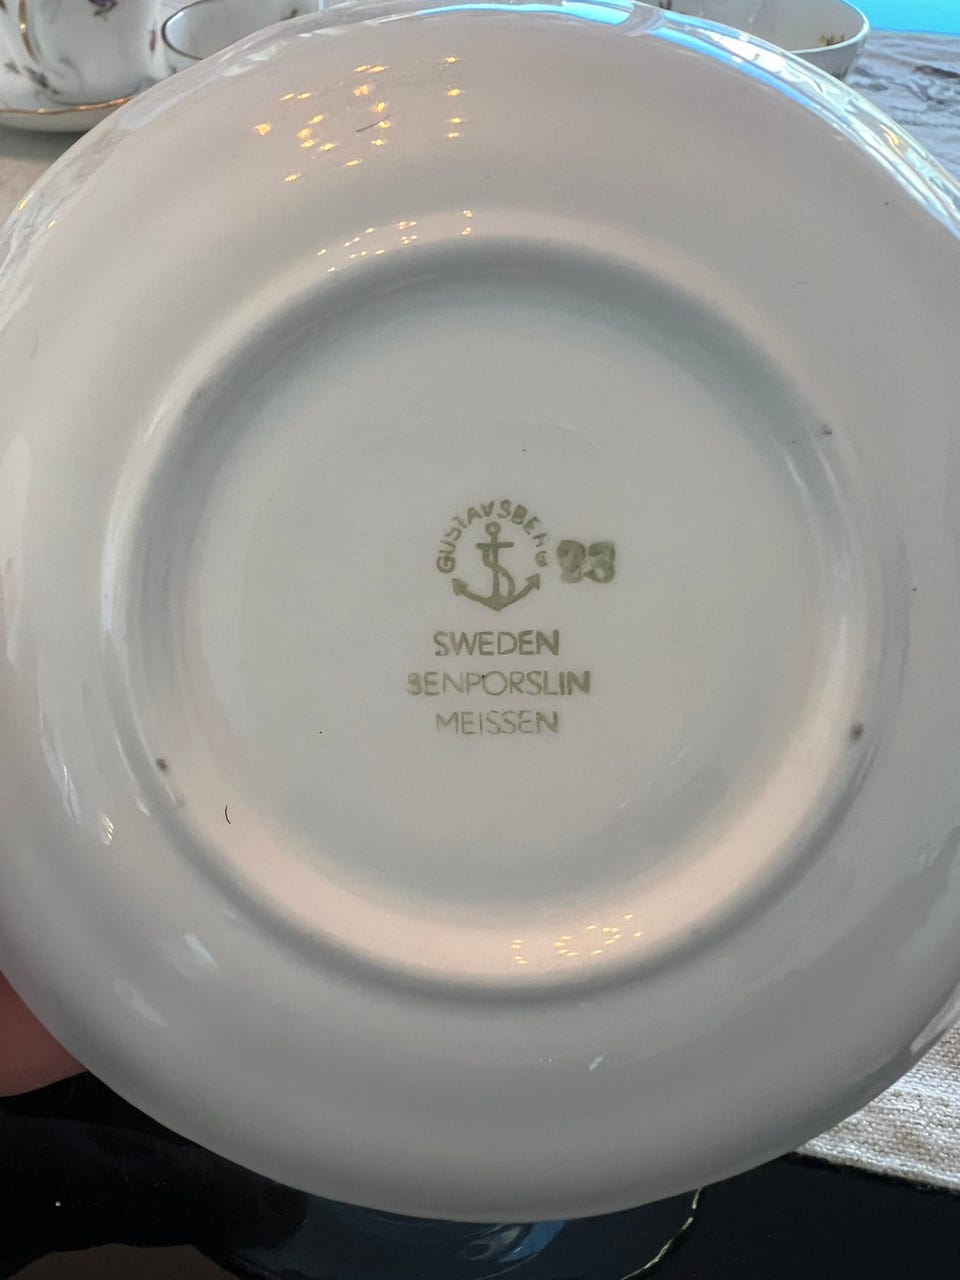 GUSTAVSBERG
23
SWEDEN
BENPORSLIN
MEISSEN